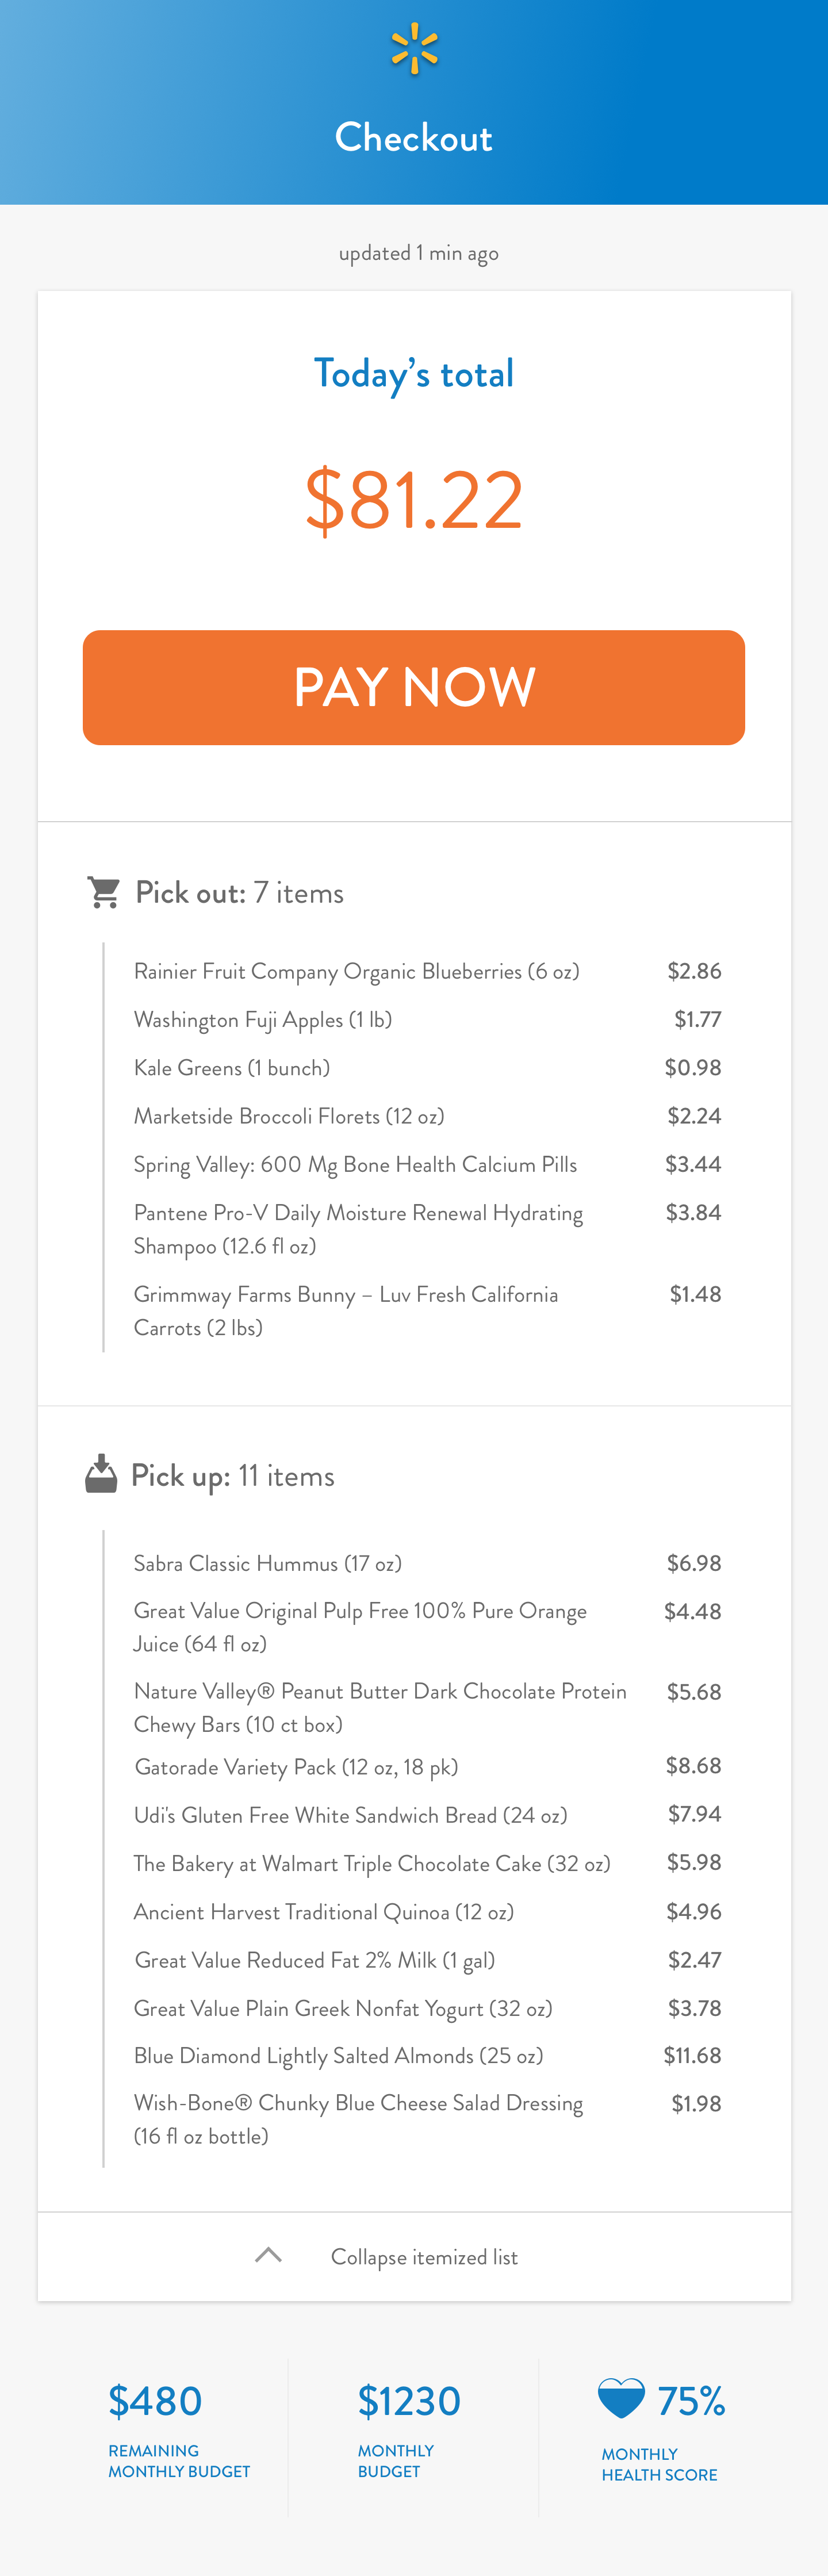 Checkout
updated 1 min ago
Today's total
$81.22
PAY NOW
Pick out: 7 items
Rainier Fruit Company Organic Blueberries (6 oz) $2.86
Washington Fuji Apples (1 lb) $1.77
Kale Greens (1 bunch) $0.98
Marketside Broccoli Florets (12 oz) $2.24
Spring Valley: 600 Mg Bone Health Calcium Pills $3.44
Pantene Pro-V Daily Moisture Renewal Hydrating $3.84
Shampoo (12.6 fl oz)
Grimmway Farms Bunny – Luv Fresh California $1.48
Carrots (2 lbs)
Pick up: 11 items
Sabra Classic Hummus (17 oz) $6.98
Great Value Original Pulp Free 100% Pure Orange $4.48
Juice (64 fl oz)
Nature Valley® Peanut Butter Dark Chocolate Protein $5.68
Chewy Bars (10 ct box)
Gatorade Variety Pack (12 oz, 18 pk) $8.68
Udi's Gluten Free White Sandwich Bread (24 oz) $7.94
The Bakery at Walmart Triple Chocolate Cake (32 oz) $5.98
Ancient Harvest Traditional Quinoa (12 oz) $4.96
Great Value Reduced Fat 2% Milk (1 gal) $2.47
Great Value Plain Greek Nonfat Yogurt (32 oz) $3.78
Blue Diamond Lightly Salted Almonds (25 oz) $11.68
Wish-Bone® Chunky Blue Cheese Salad Dressing $1.98
(16 fl oz bottle)
Collapse itemized list
$480
REMAINING
MONTHLY BUDGET
$1230
MONTHLY
BUDGET
75%
MONTHLY
HEALTH SCORE